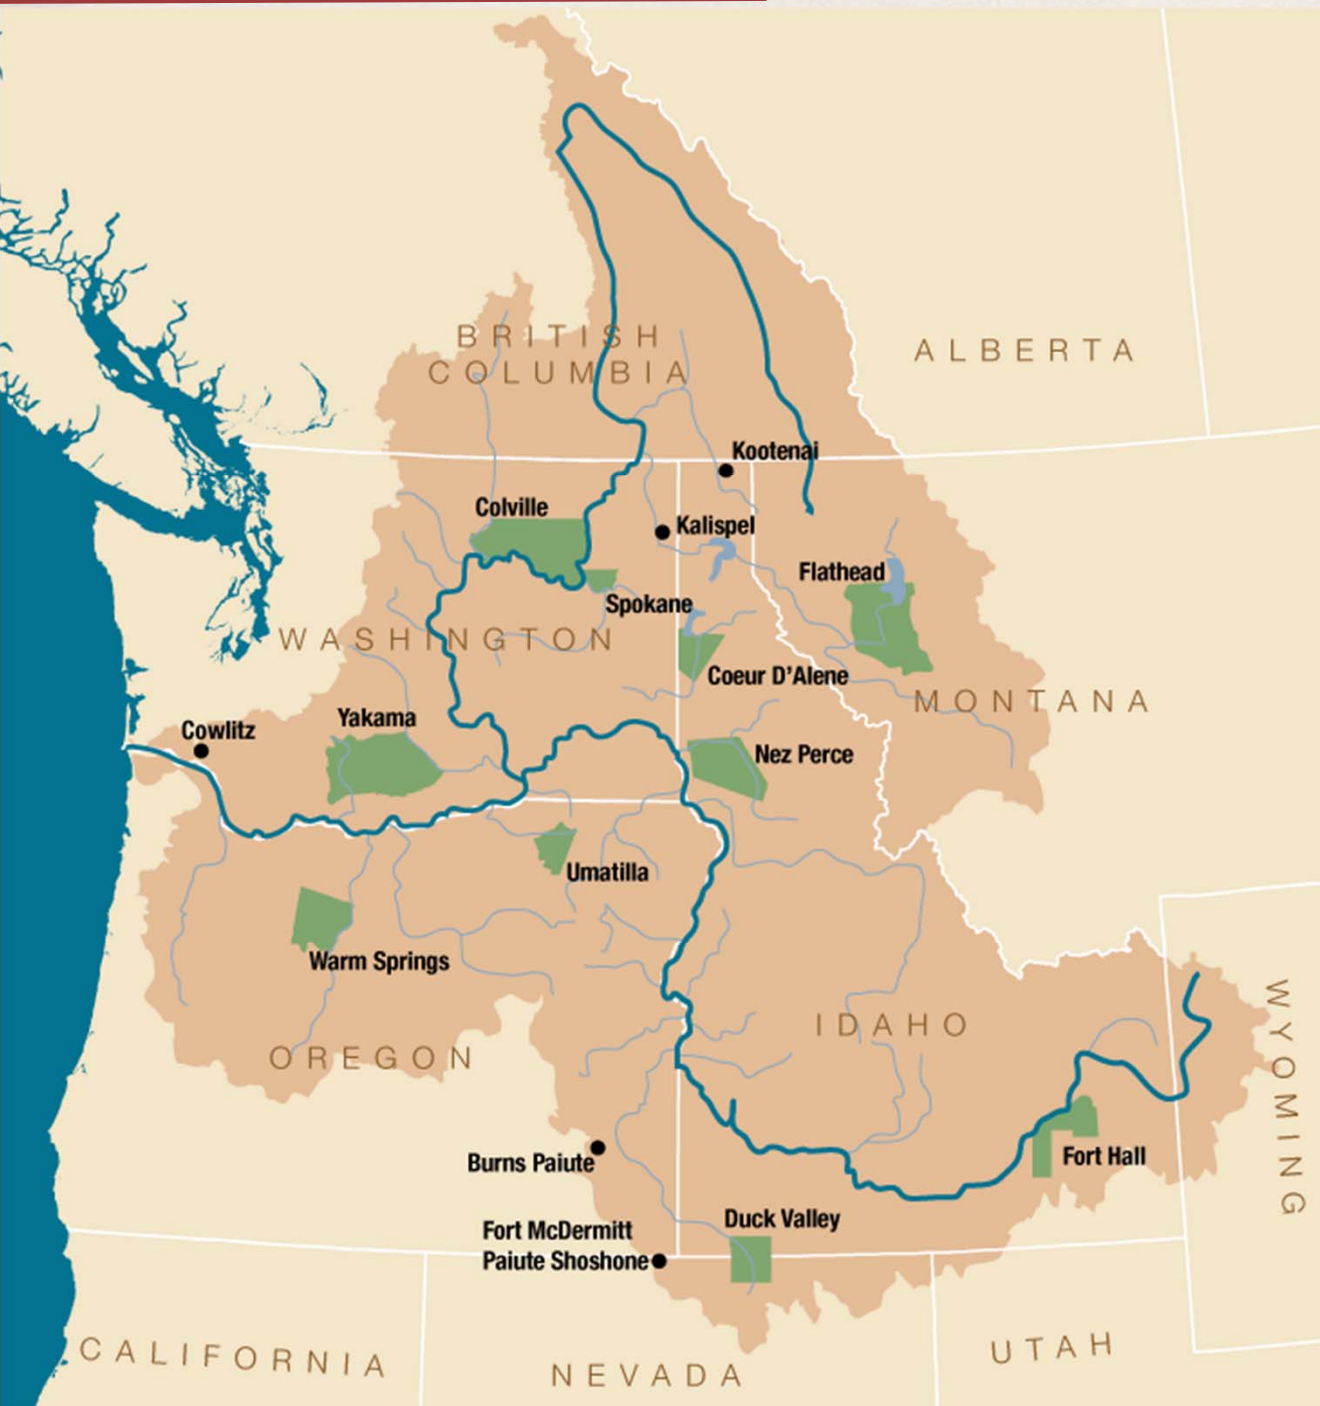 BRITISH
COLUMBIA
ALBERTA
Kootenai
Colville
Kalispel
Flathead
Spokane
WASHINGTON
Coeur D'Alene
MONTANA
Yakama
Cowlitz
Nez Perce
Umatilla
Warm Springs
IDAHO
WYOMING
OREGON
Burns Paiute
Fort Hall
Duck Valley
Fort McDermitt
Paiute Shoshone
CALIFORNIA
NEVADA
UTAH